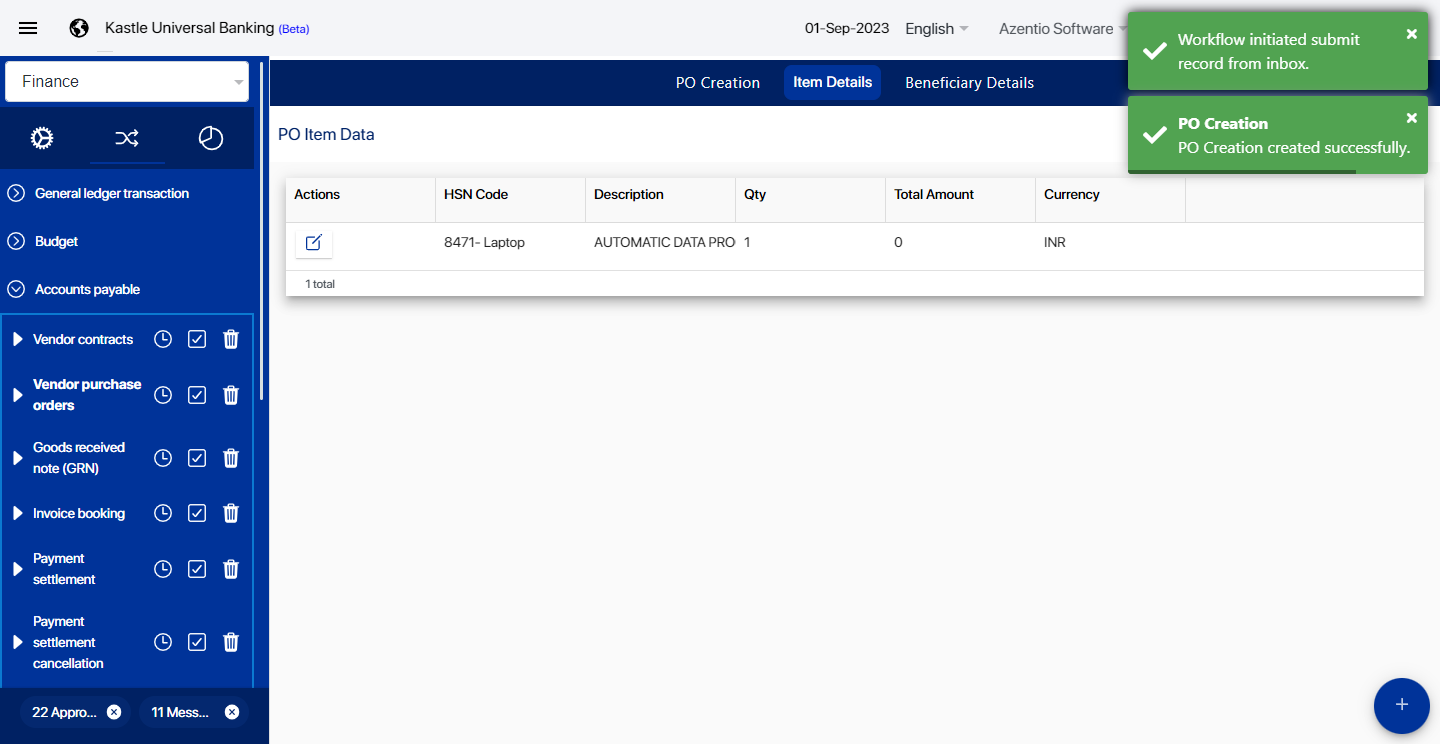 Kastle Universal Banking (Beta)
01-Sep-2023
English
Azentio Software
Workflow initiated submit
record from inbox.
PO Creation
PO Creation created successfully.
Finance
PO Creation
Item Details
Beneficiary Details
PO Item Data
General ledger transaction
Budget
Accounts payable
Vendor contracts
Vendor purchase
orders
Goods received
note (GRN)
Invoice booking
Payment
settlement
Payment
settlement
cancellation
22 Appro...
11 Mess...
Actions HSN Code Description Qty Total Amount Currency
8471- Laptop AUTOMATIC DATA PRO 1 0 INR
1 total